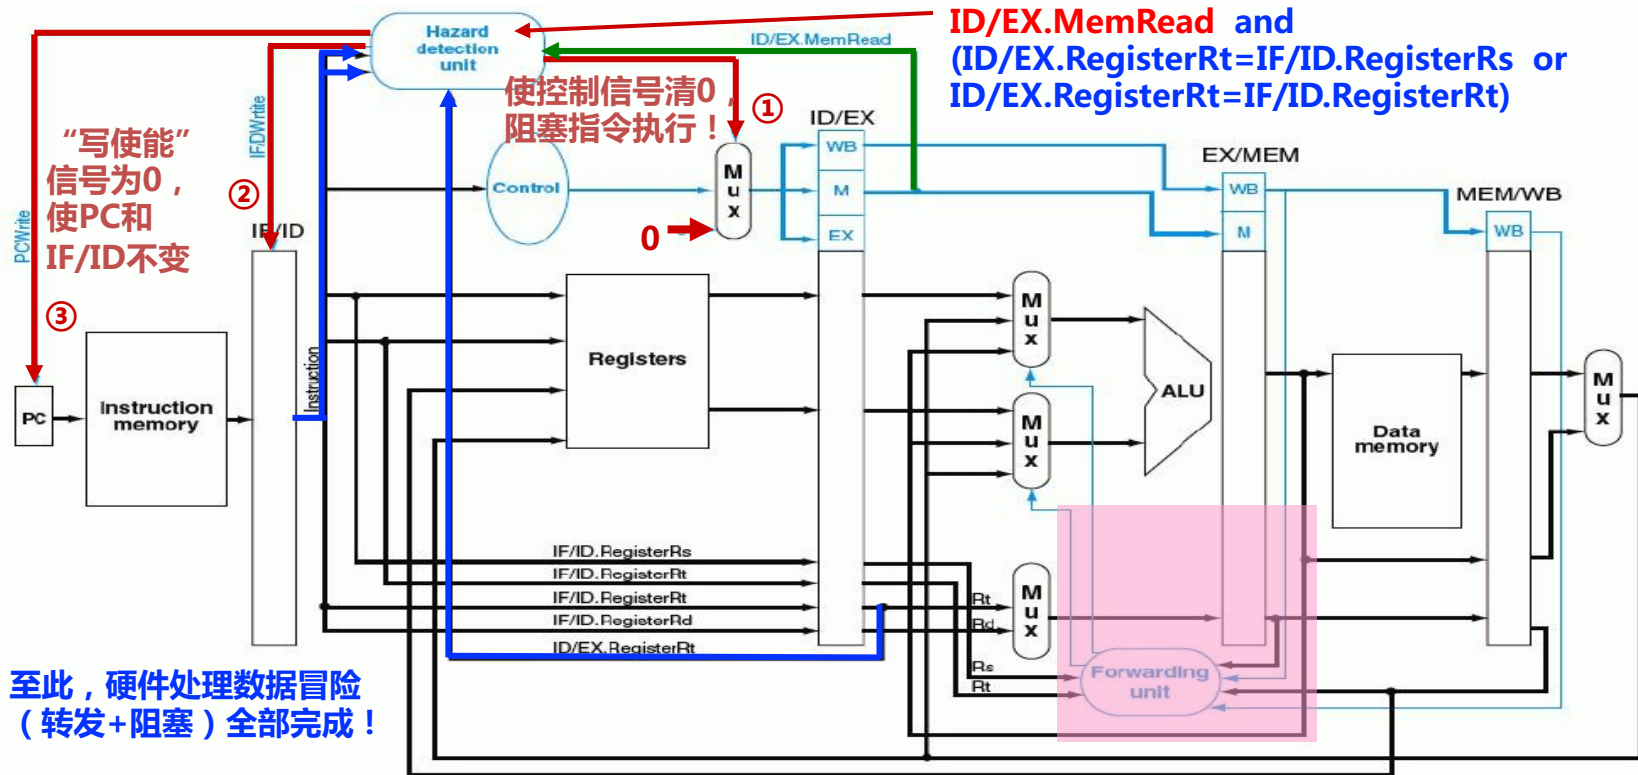 ID/EX.MemRead and
(ID/EX.RegisterRt=IF/ID.RegisterRs or
ID/EX.RegisterRt=IF/ID.RegisterRt)
Hazard
detection
unit
ID/EX.MemRead
使控制信号清0，
阻塞指令执行！
①
“写使能”
信号为0，
使PC和
IF/ID不变
②
③
PCWrite
IF/DWrite
IF/ID
Control
M
u
x
0
ID/EX
WB
M
EX
EX/MEM
WB
M
MEM/WB
WB
PC
Instruction
memory
Instruction
Registers
M
u
x
M
u
x
ALU
Data
memory
M
u
x
IF/ID.RegisterRs
IF/ID.RegisterRt
IF/ID.RegisterRt
IF/ID.RegisterRd
ID/EX.RegisterRt
Rt
Rd
M
u
x
Rs
Rt
Forwarding
unit
至此，硬件处理数据冒险
（转发+阻塞）全部完成！